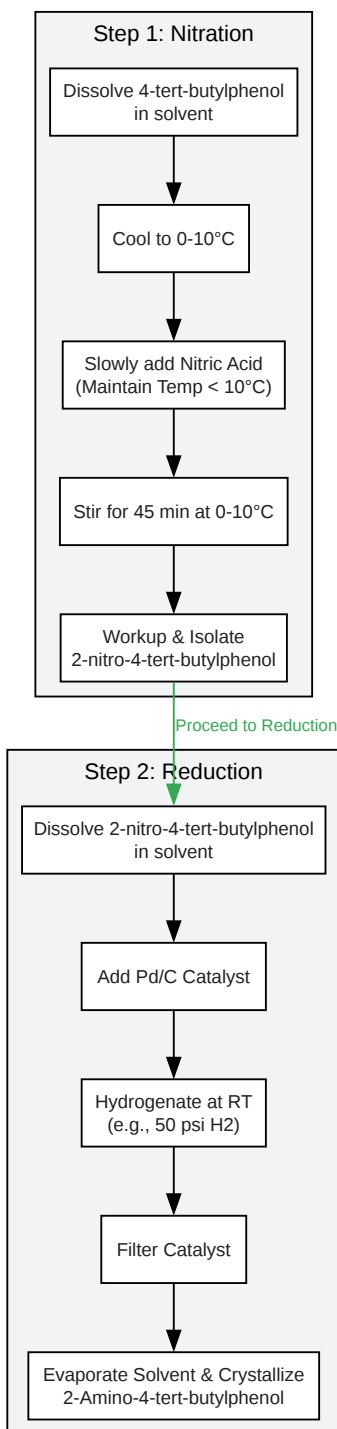 Step 1: Nitration
Dissolve 4-tert-butylphenol
in solvent
Cool to 0-10°C
Slowly add Nitric Acid
(Maintain Temp < 10°C)
Stir for 45 min at 0-10°C
Workup & Isolate
2-nitro-4-tert-butylphenol
Proceed to Reduction
Step 2: Reduction
Dissolve 2-nitro-4-tert-butylphenol
in solvent
Add Pd/C Catalyst
Hydrogenate at RT
(e.g., 50 psi H2)
Filter Catalyst
Evaporate Solvent & Crystallize
2-Amino-4-tert-butylphenol